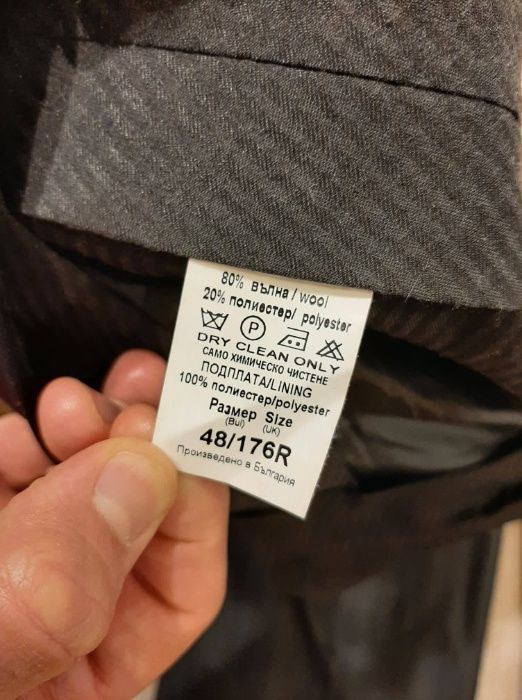 80% вълна / wool
20% полиестер/ polyester
P
DRY CLEAN ONLY
САМО ХИМИЧЕСКО ЧИСТЕНЕ
ПОДПЛАТА/LINING
100% полиестер/polyester
Размер Size
(Bul) (UK)
48/176R
Произведено в България